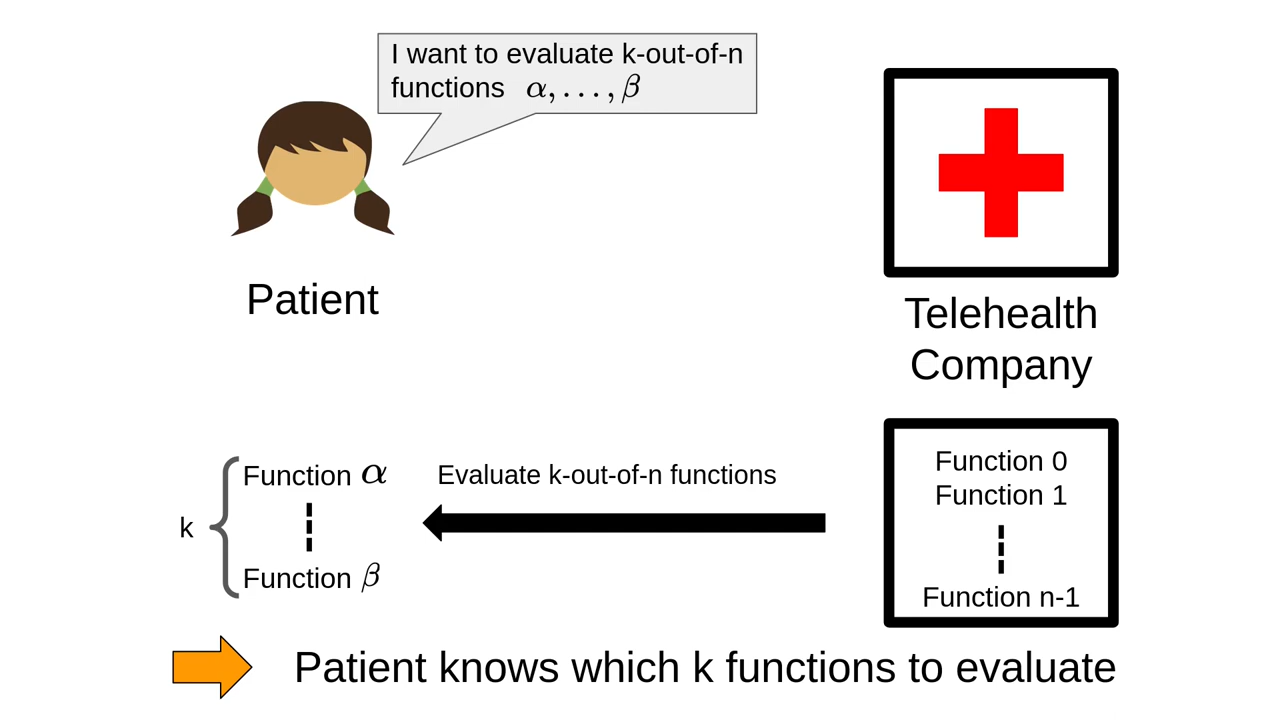 I want to evaluate k-out-of-n
functions α, . . . , β
Patient
Telehealth
Company
Function α
k
Function β
Evaluate k-out-of-n functions
Function 0
Function 1
Function n-1
Patient knows which k functions to evaluate